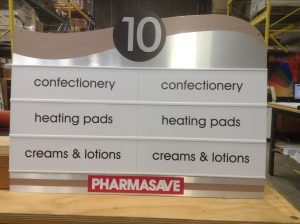 10
confectionery confectionery
heating pads heating pads
creams & lotions creams & lotions
PHARMASAVE